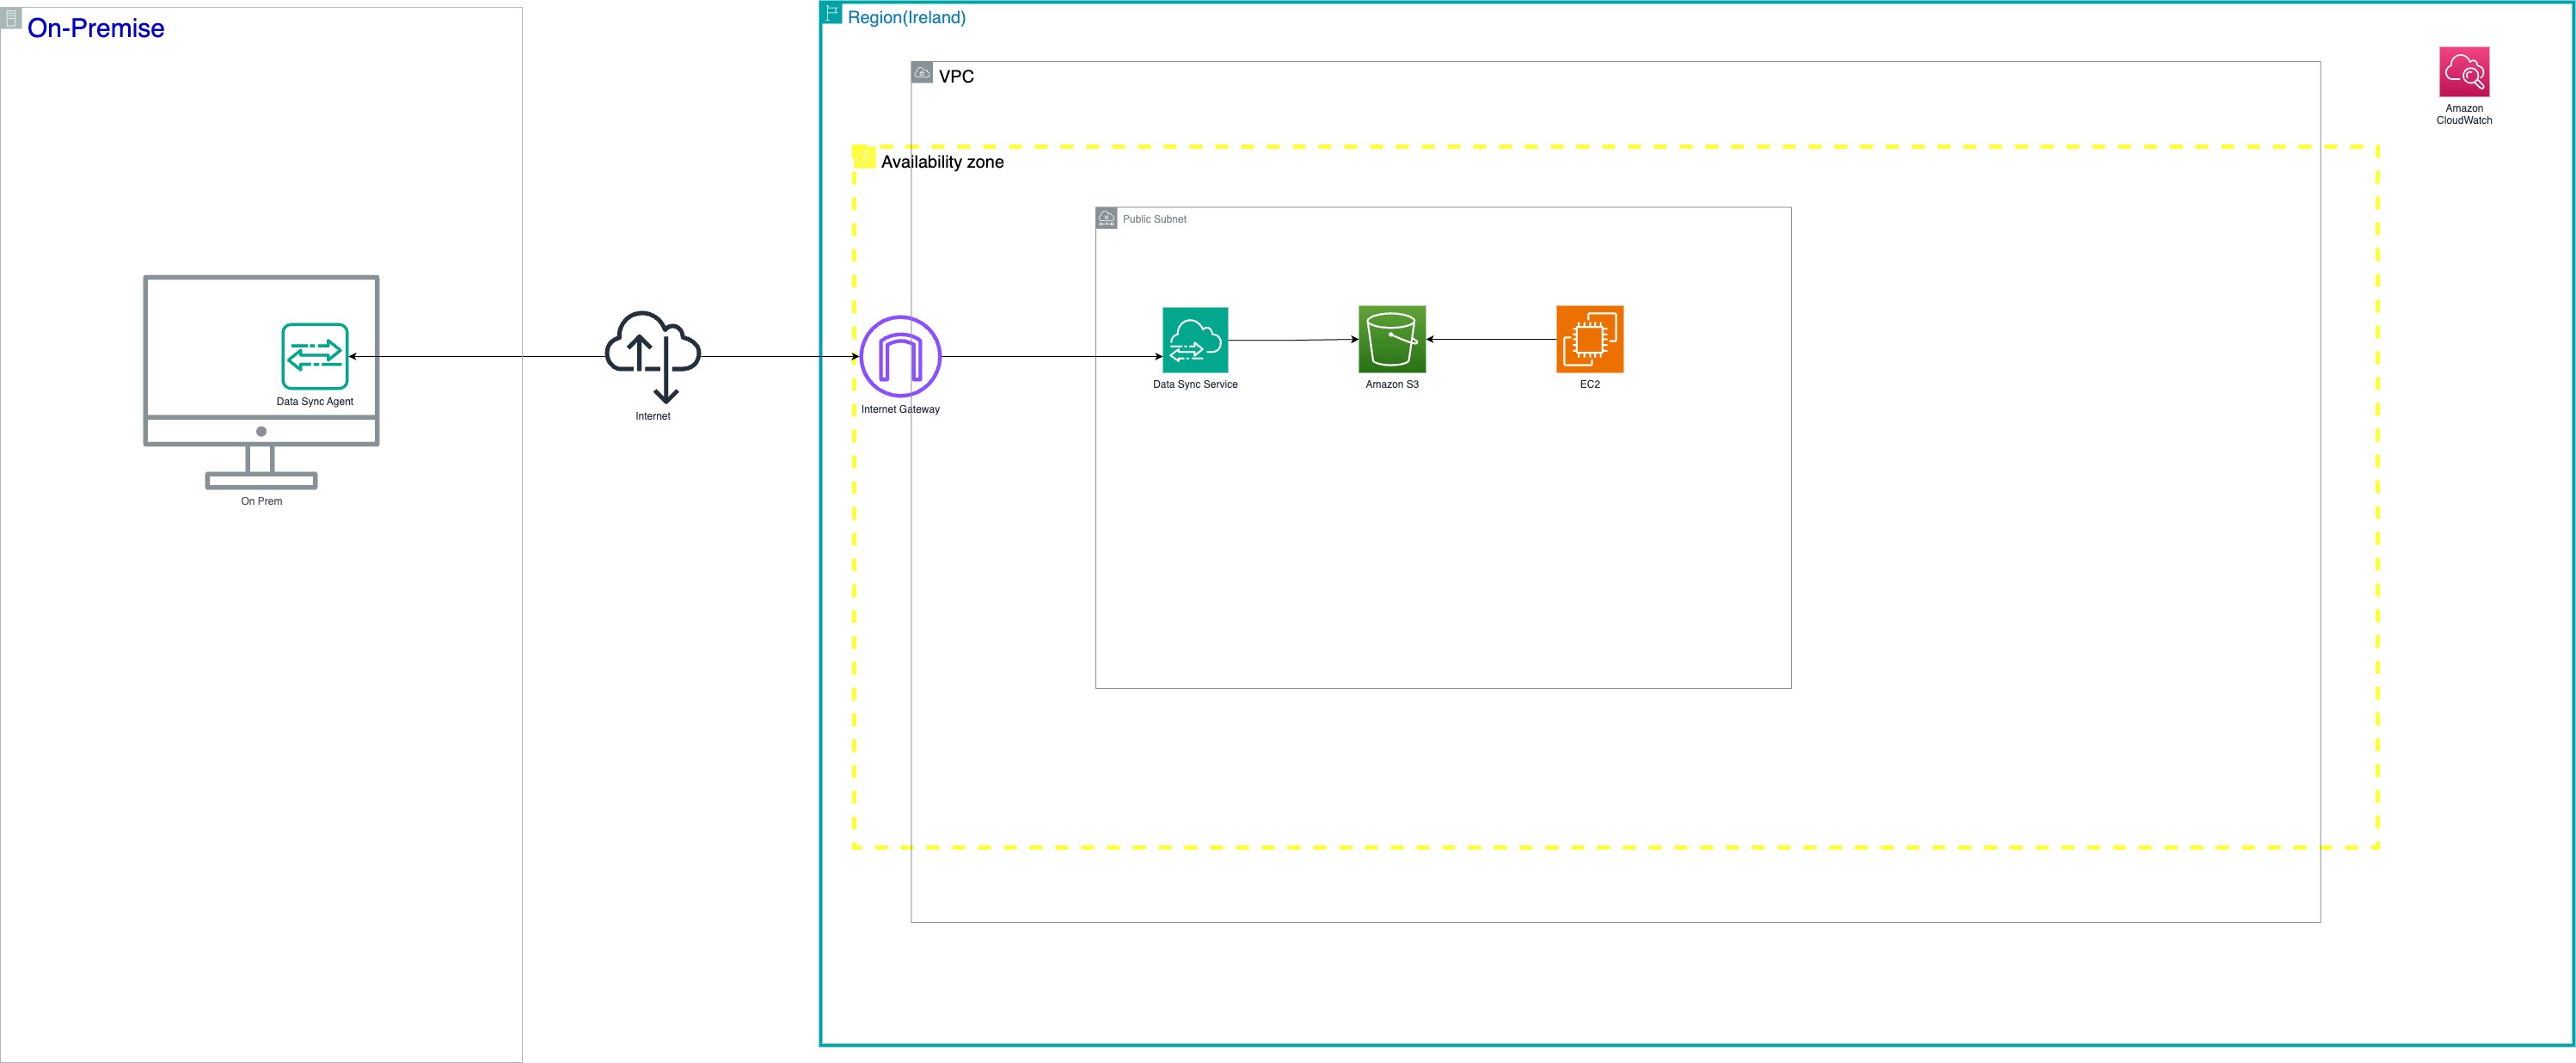 On-Premise
Region(Ireland)
VPC
Amazon
CloudWatch
Availability zone
Public Subnet
Data Sync Agent
On Prem
Internet
Internet Gateway
Data Sync Service
Amazon S3
EC2